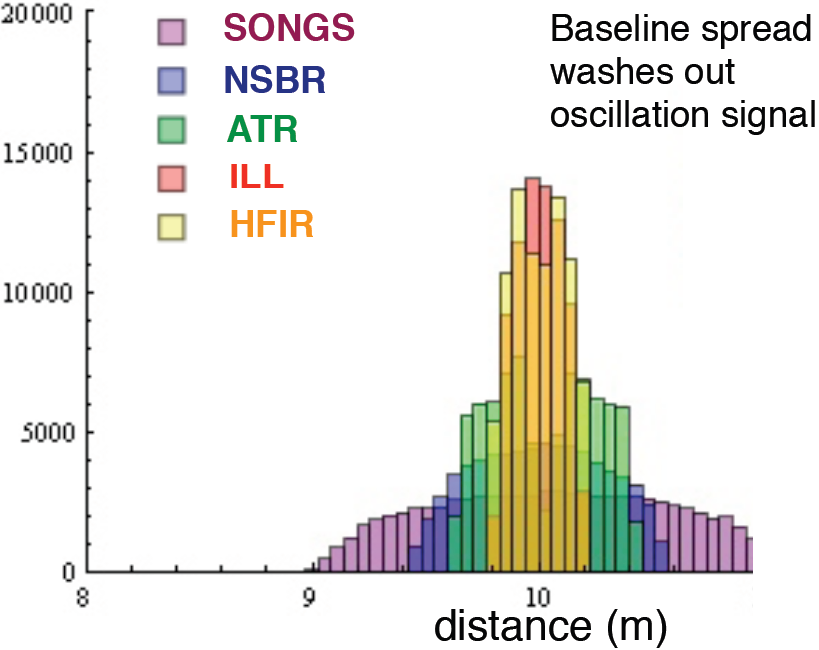 20000
SONGS
Baseline spread
washes out
oscillation signal
NSBR
ATR
15000
ILL
HFIR
10000
5000
0
8
9
10
distance (m)